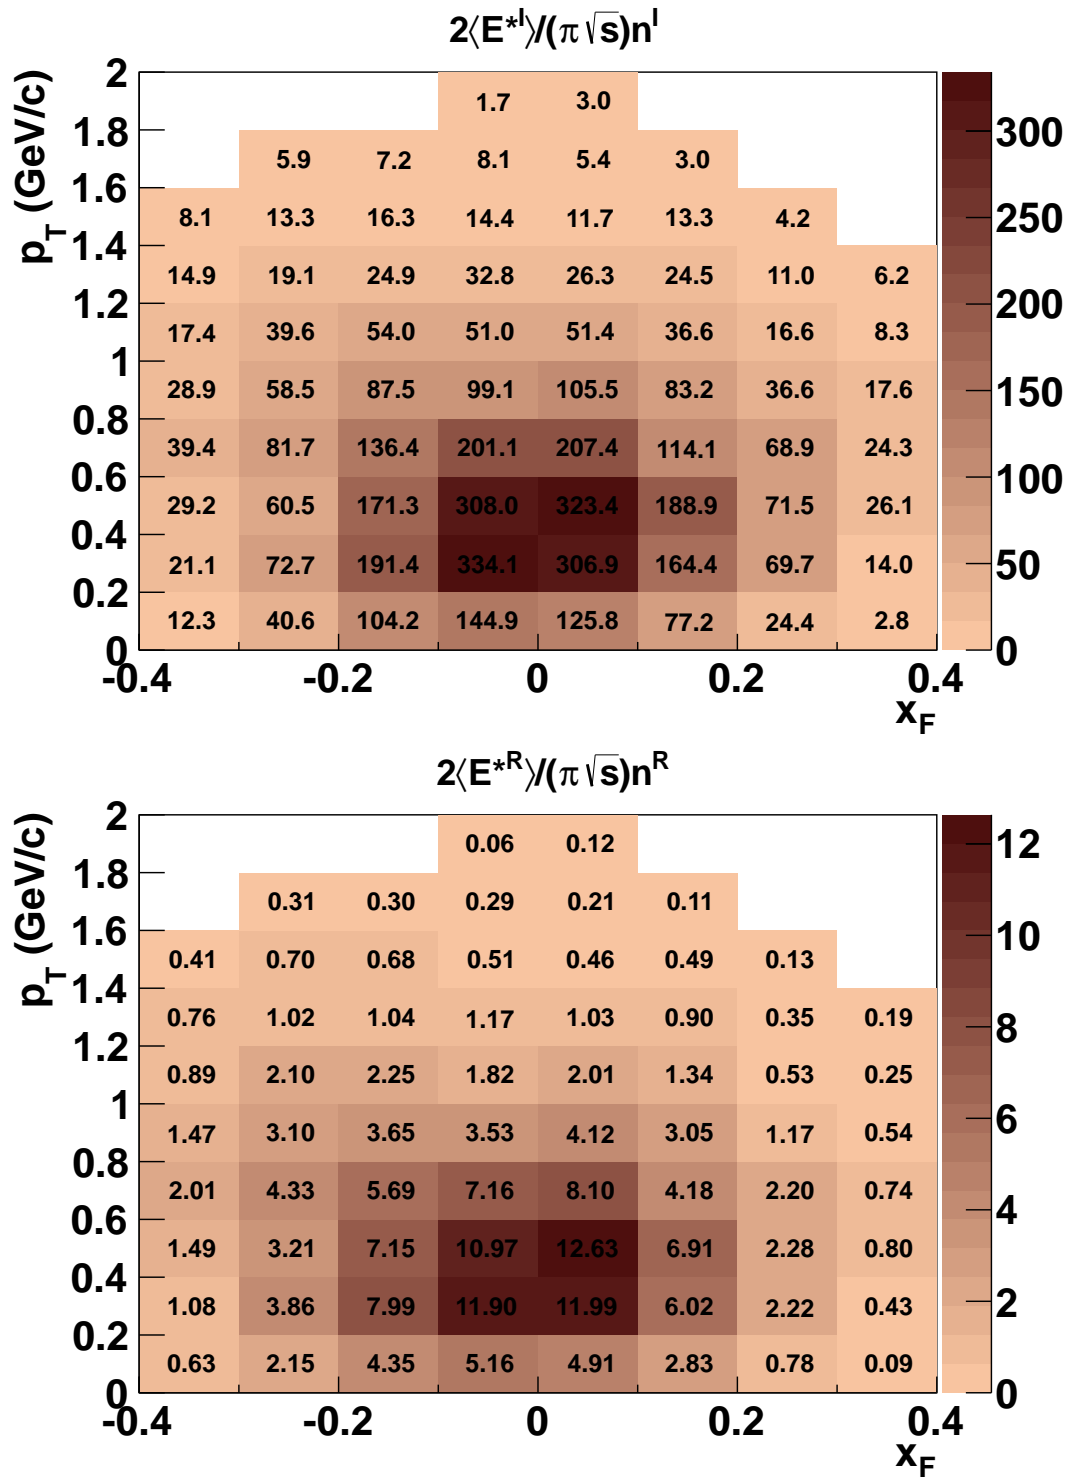 2⟨E*I⟩/(π√s)nI
p_T (GeV/c)
2
1.8
1.6
1.4
1.2
1
0.8
0.6
0.4
0.2
0
1.7 3.0
5.9 7.2 8.1 5.4 3.0
8.1 13.3 16.3 14.4 11.7 13.3 4.2
14.9 19.1 24.9 32.8 26.3 24.5 11.0 6.2
17.4 39.6 54.0 51.0 51.4 36.6 16.6 8.3
28.9 58.5 87.5 99.1 105.5 83.2 36.6 17.6
39.4 81.7 136.4 201.1 207.4 114.1 68.9 24.3
29.2 60.5 171.3 308.0 323.4 188.9 71.5 26.1
21.1 72.7 191.4 334.1 306.9 164.4 69.7 14.0
12.3 40.6 104.2 144.9 125.8 77.2 24.4 2.8
300
250
200
150
100
50
0
-0.4 -0.2 0 0.2 0.4
x_F
2⟨E*R⟩/(π√s)nR
p_T (GeV/c)
2
1.8
1.6
1.4
1.2
1
0.8
0.6
0.4
0.2
0
0.06 0.12
0.31 0.30 0.29 0.21 0.11
0.41 0.70 0.68 0.51 0.46 0.49 0.13
0.76 1.02 1.04 1.17 1.03 0.90 0.35 0.19
0.89 2.10 2.25 1.82 2.01 1.34 0.53 0.25
1.47 3.10 3.65 3.53 4.12 3.05 1.17 0.54
2.01 4.33 5.69 7.16 8.10 4.18 2.20 0.74
1.49 3.21 7.15 10.97 12.63 6.91 2.28 0.80
1.08 3.86 7.99 11.90 11.99 6.02 2.22 0.43
0.63 2.15 4.35 5.16 4.91 2.83 0.78 0.09
12
10
8
6
4
2
0
-0.4 -0.2 0 0.2 0.4
x_F